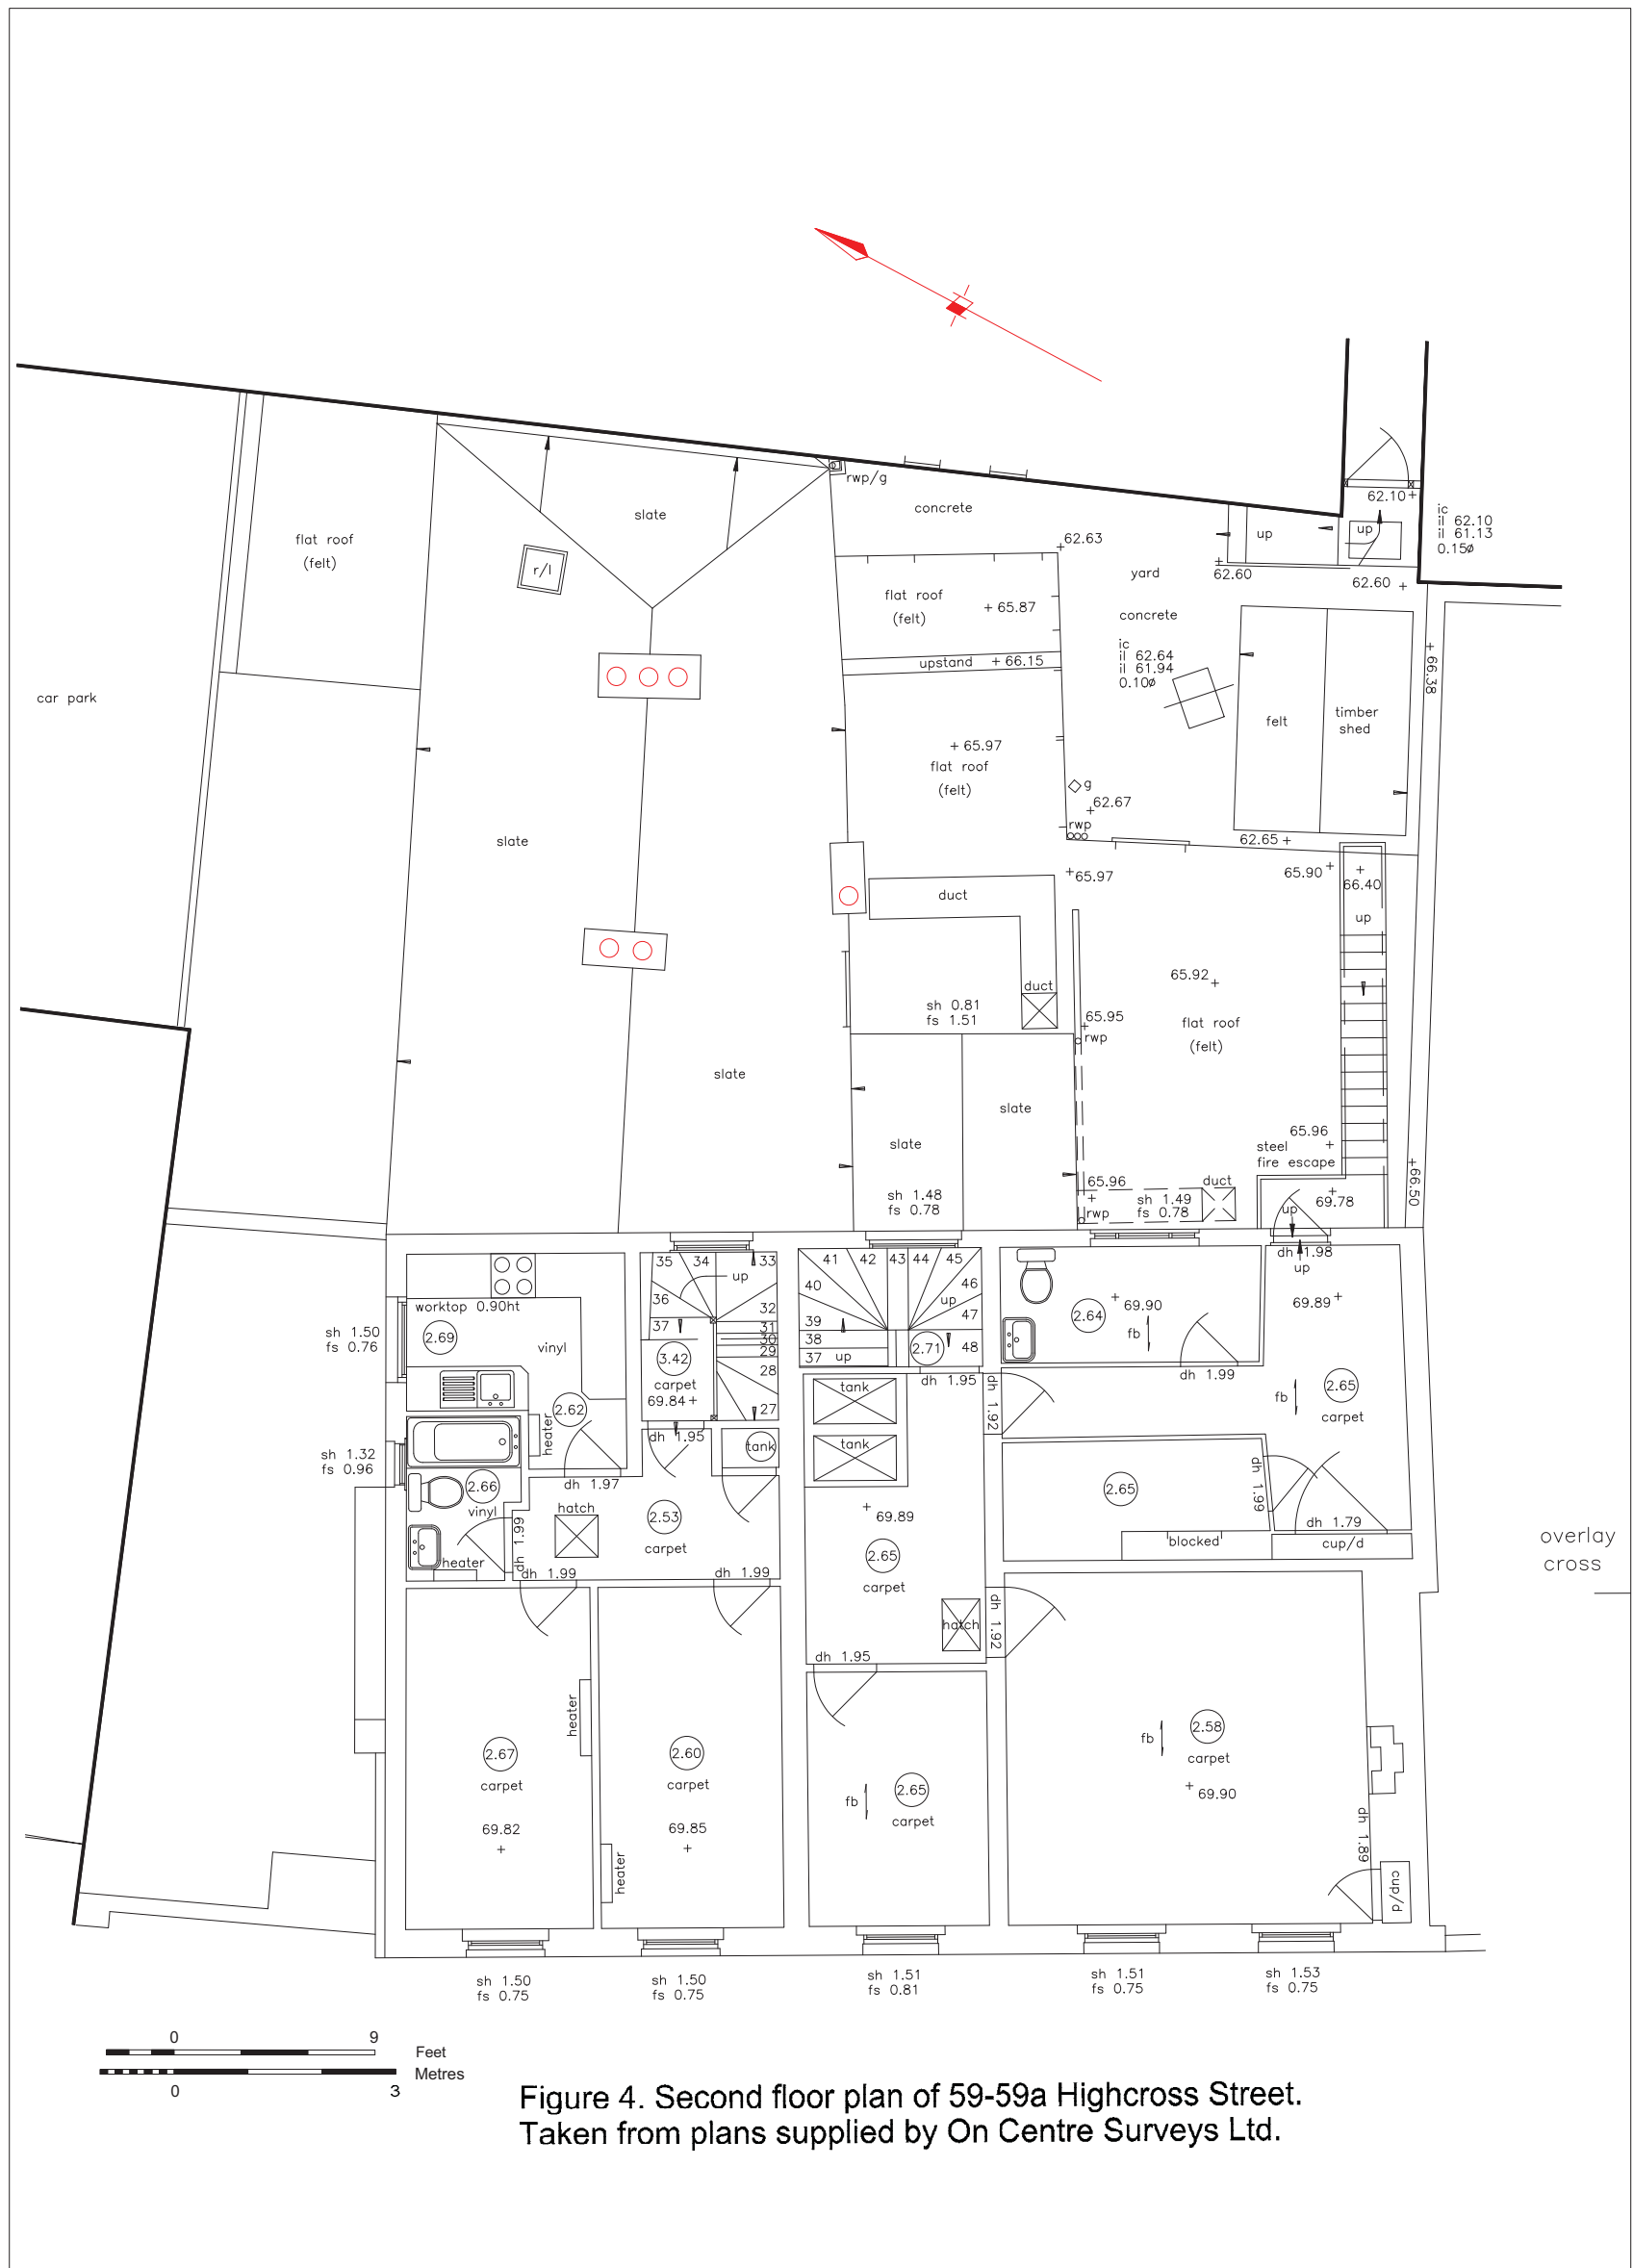 rwp/g
concrete
slate
r/l
flat roof
(felt)
62.63
up
62.10
up
ic
il 62.10
il 61.13
0.15ø
62.60
62.60
yard
concrete
flat roof
(felt)
65.87
upstand
66.15
ic
il 62.64
il 61.94
0.10ø
66.38
car park
felt
timber
shed
65.97
flat roof
(felt)
g
62.67
rwp
62.65
slate
65.97
65.90
66.40
up
duct
duct
65.92
sh 0.81
fs 1.51
65.95
rwp
flat roof
(felt)
slate
slate
slate
65.96
steel
fire escape
66.50
65.96
duct
sh 1.48
fs 0.78
rwp
sh 1.49
fs 0.78
69.78
up
dh 1.98
up
35
34
33
up
36
32
37
31
30
29
28
27
3.42
carpet
69.84
41
42
43
44
45
40
46
up
39
47
38
48
37
up
2.71
worktop 0.90ht
2.69
vinyl
sh 1.50
fs 0.76
2.62
heater
69.90
2.64
fb
69.89
dh 1.99
fb
2.65
carpet
dh 1.95
dh 1.92
tank
tank
dh 1.95
tank
sh 1.32
fs 0.96
2.66
vinyl
dh 1.97
hatch
2.53
carpet
dh 1.99
heater
dh 1.99
dh 1.99
69.89
2.65
carpet
hatch
dh 1.95
dh 1.92
2.65
dh 1.99
blocked
dh 1.79
cup/d
overlay
cross
heater
2.67
carpet
69.82
2.60
carpet
69.85
heater
fb
2.65
carpet
fb
2.58
carpet
69.90
dh 1.89
cup/d
sh 1.50
fs 0.75
sh 1.50
fs 0.75
sh 1.51
fs 0.81
sh 1.51
fs 0.75
sh 1.53
fs 0.75
0 9
Feet
Metres
0 3
Figure 4. Second floor plan of 59-59a Highcross Street.
Taken from plans supplied by On Centre Surveys Ltd.